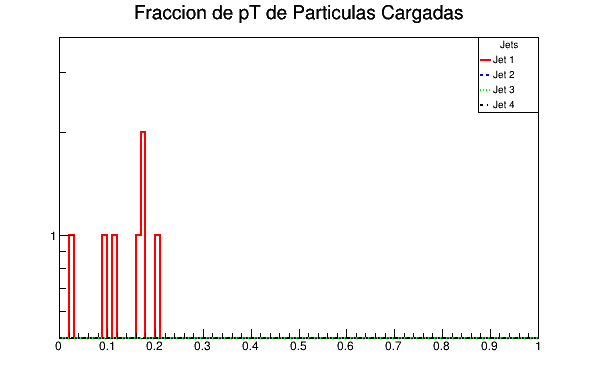 Fraccion de pT de Particulas Cargadas
Jets
Jet 1
Jet 2
Jet 3
Jet 4
1
0 0.1 0.2 0.3 0.4 0.5 0.6 0.7 0.8 0.9 1